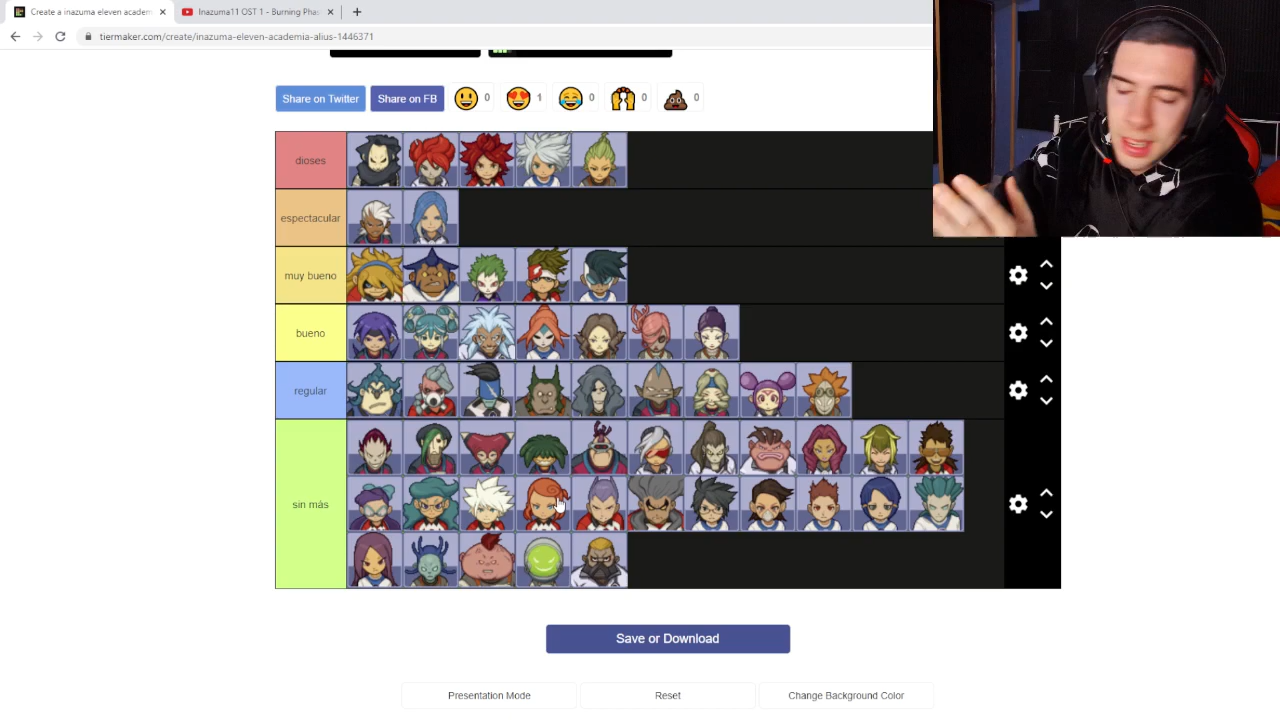 Create a inazuma eleven academ
Inazuma11 OST 1 - Burning Phas
tiermaker.com/create/inazuma-eleven-academia-alius-1446371
Share on Twitter
Share on FB
0
1
0
0
0
dioses
espectacular
muy bueno
bueno
regular
sin más
Save or Download
Presentation Mode
Reset
Change Background Color